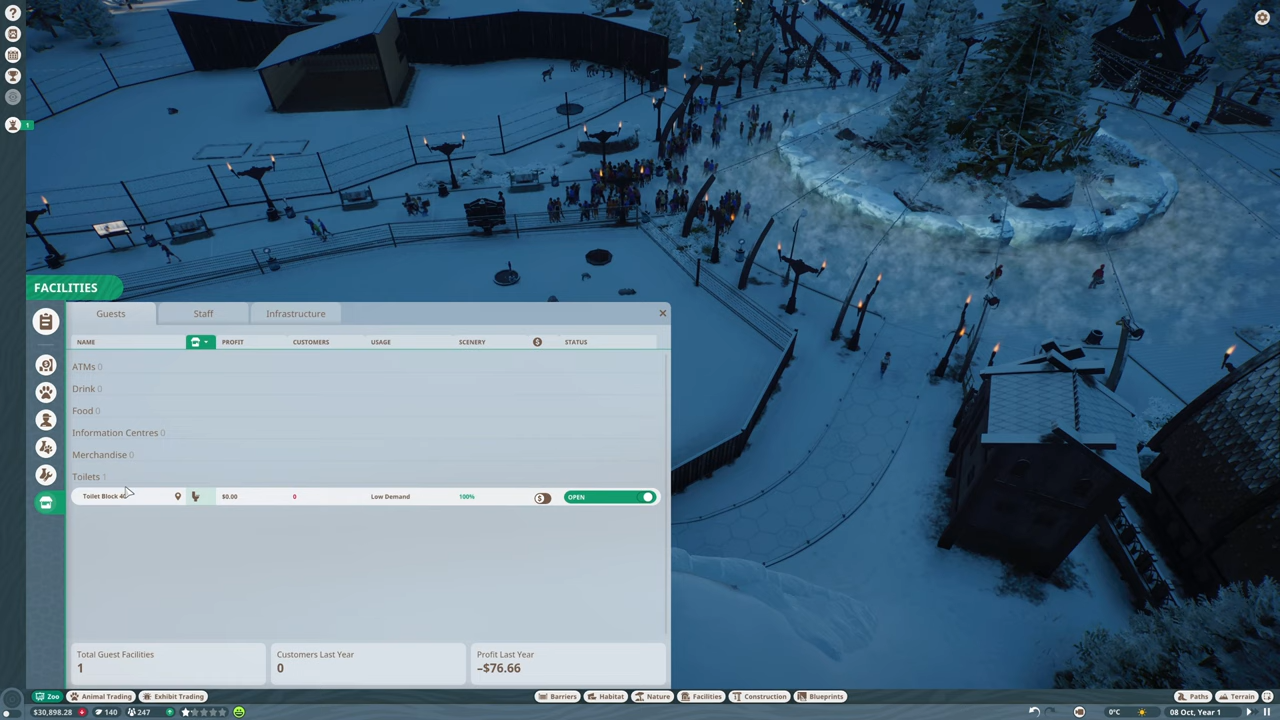 FACILITIES
Guests Staff Infrastructure
NAME PROFIT CUSTOMERS USAGE SCENERY $ STATUS
ATMs 0
Drink 0
Food 0
Information Centres 0
Merchandise 0
Toilets 1
Toilet Block $0.00 0 Low Demand 100% $ OPEN
Total Guest Facilities
1
Customers Last Year
0
Profit Last Year
–$76.66
Zoo Animal Trading Exhibit Trading Barriers Habitat Nature Facilities Construction Blueprints Paths Terrain
$30,898.28 140 247 0°C 08 Oct, Year 1
?
1